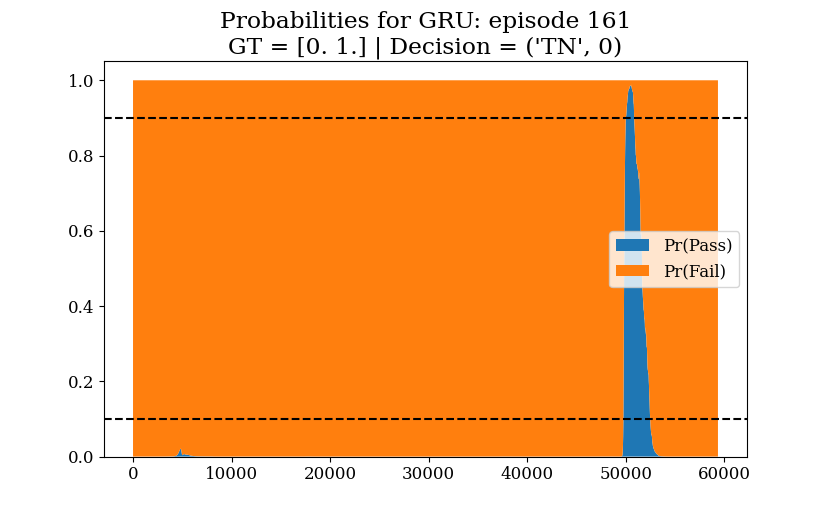 Probabilities for GRU: episode 161
GT = [0. 1.] | Decision = ('TN', 0)
1.0
0.8
0.6
0.4
0.2
0.0
Pr(Pass)
Pr(Fail)
0 10000 20000 30000 40000 50000 60000